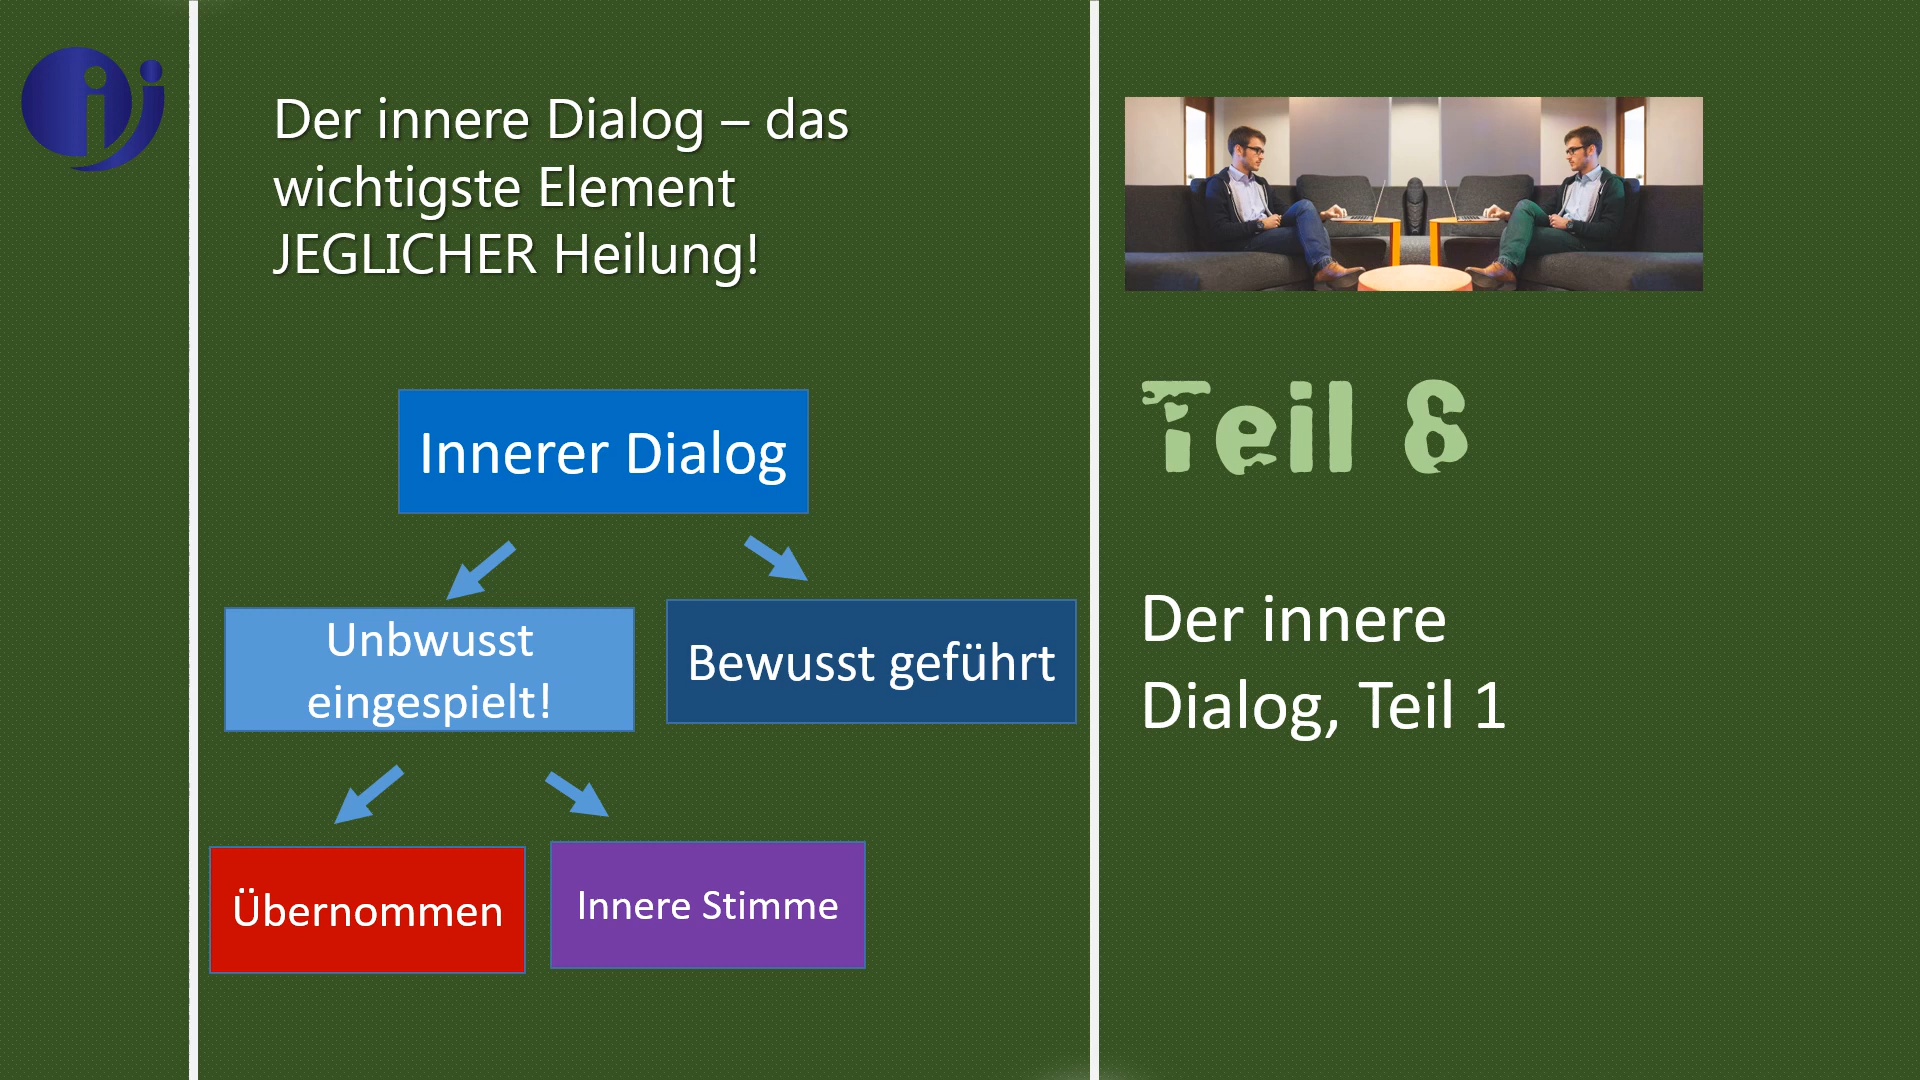 Der innere Dialog – das
wichtigste Element
JEGLICHER Heilung!
Innerer Dialog
Unbwusst
eingespielt!
Bewusst geführt
Übernommen
Innere Stimme
Teil 8
Der innere
Dialog, Teil 1